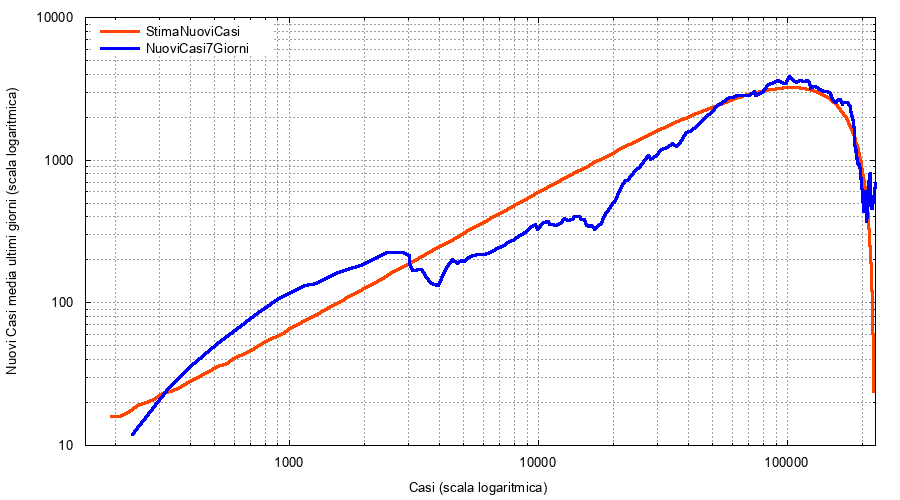 10000
StimaNuoviCasi
NuoviCasi7Giorni
1000
100
10
Nuovi Casi media ultimi giorni (scala logaritmica)
1000 10000 100000
Casi (scala logaritmica)